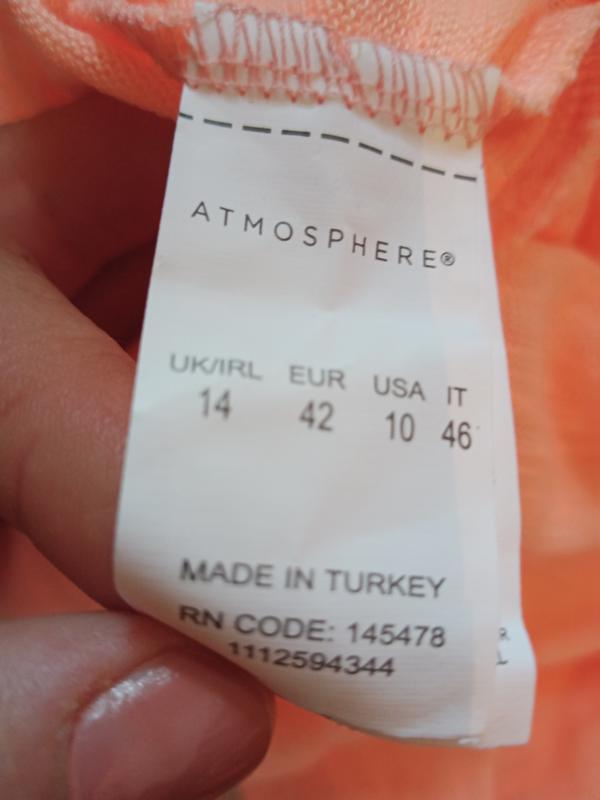 ATMOSPHERE®
UK/IRL EUR USA IT
14 42 10 46
MADE IN TURKEY
RN CODE: 145478
1112594344
R
L